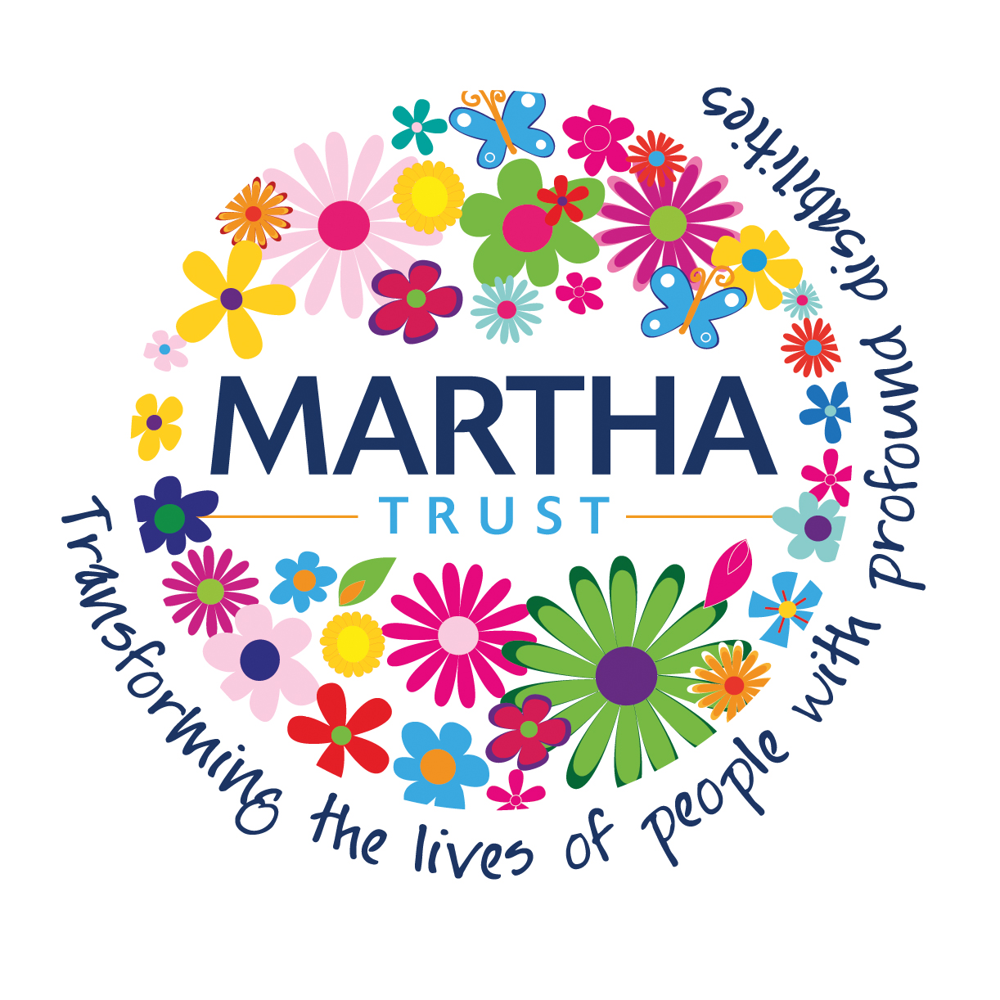 MARTHA
TRUST
Transforming the lives of people with profound disabilities